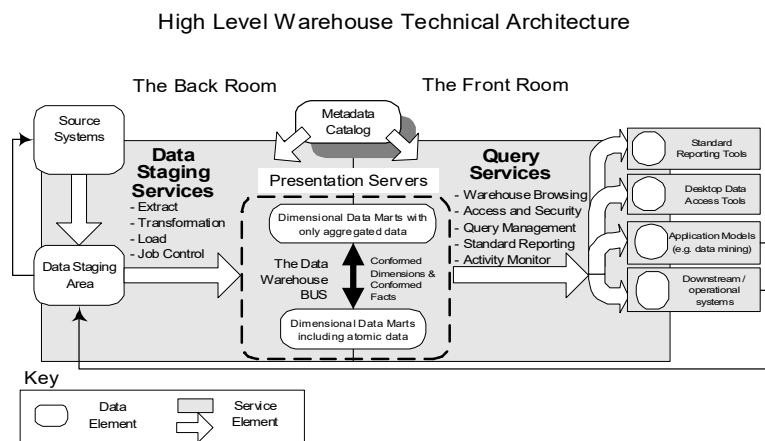 High Level Warehouse Technical Architecture
The Back Room
The Front Room
Source
Systems
Metadata
Catalog
Data
Staging
Services
- Extract
- Transformation
- Load
- Job Control
Query
Services
- Warehouse Browsing
- Access and Security
- Query Management
- Standard Reporting
- Activity Monitor
Presentation Servers
Dimensional Data Marts with
only aggregated data
The Data
Warehouse
BUS
Conformed
Dimensions &
Conformed
Facts
Dimensional Data Marts
including atomic data
Data Staging
Area
Standard
Reporting Tools
Desktop Data
Access Tools
Application Models
(e.g. data mining)
Downstream /
operational
systems
Key
Data
Element
Service
Element